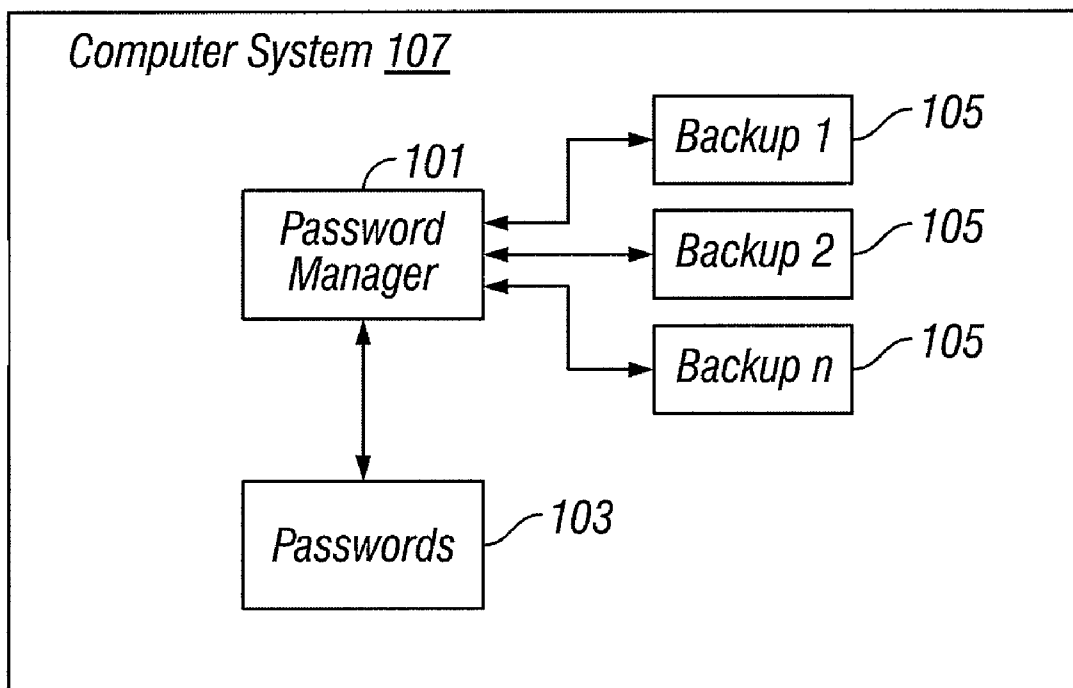 Computer System 107
101
Password
Manager
Backup 1
105
Backup 2
105
Backup n
105
Passwords
103